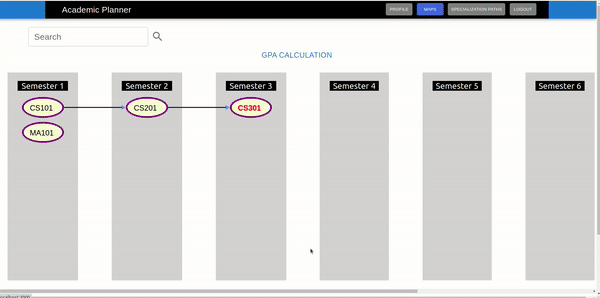 Academic Planner
PROFILE MAPS SPECIALIZATION PATHS LOGOUT
Search
GPA CALCULATION
Semester 1 Semester 2 Semester 3 Semester 4 Semester 5 Semester 6
CS101 CS201 CS301
MA101